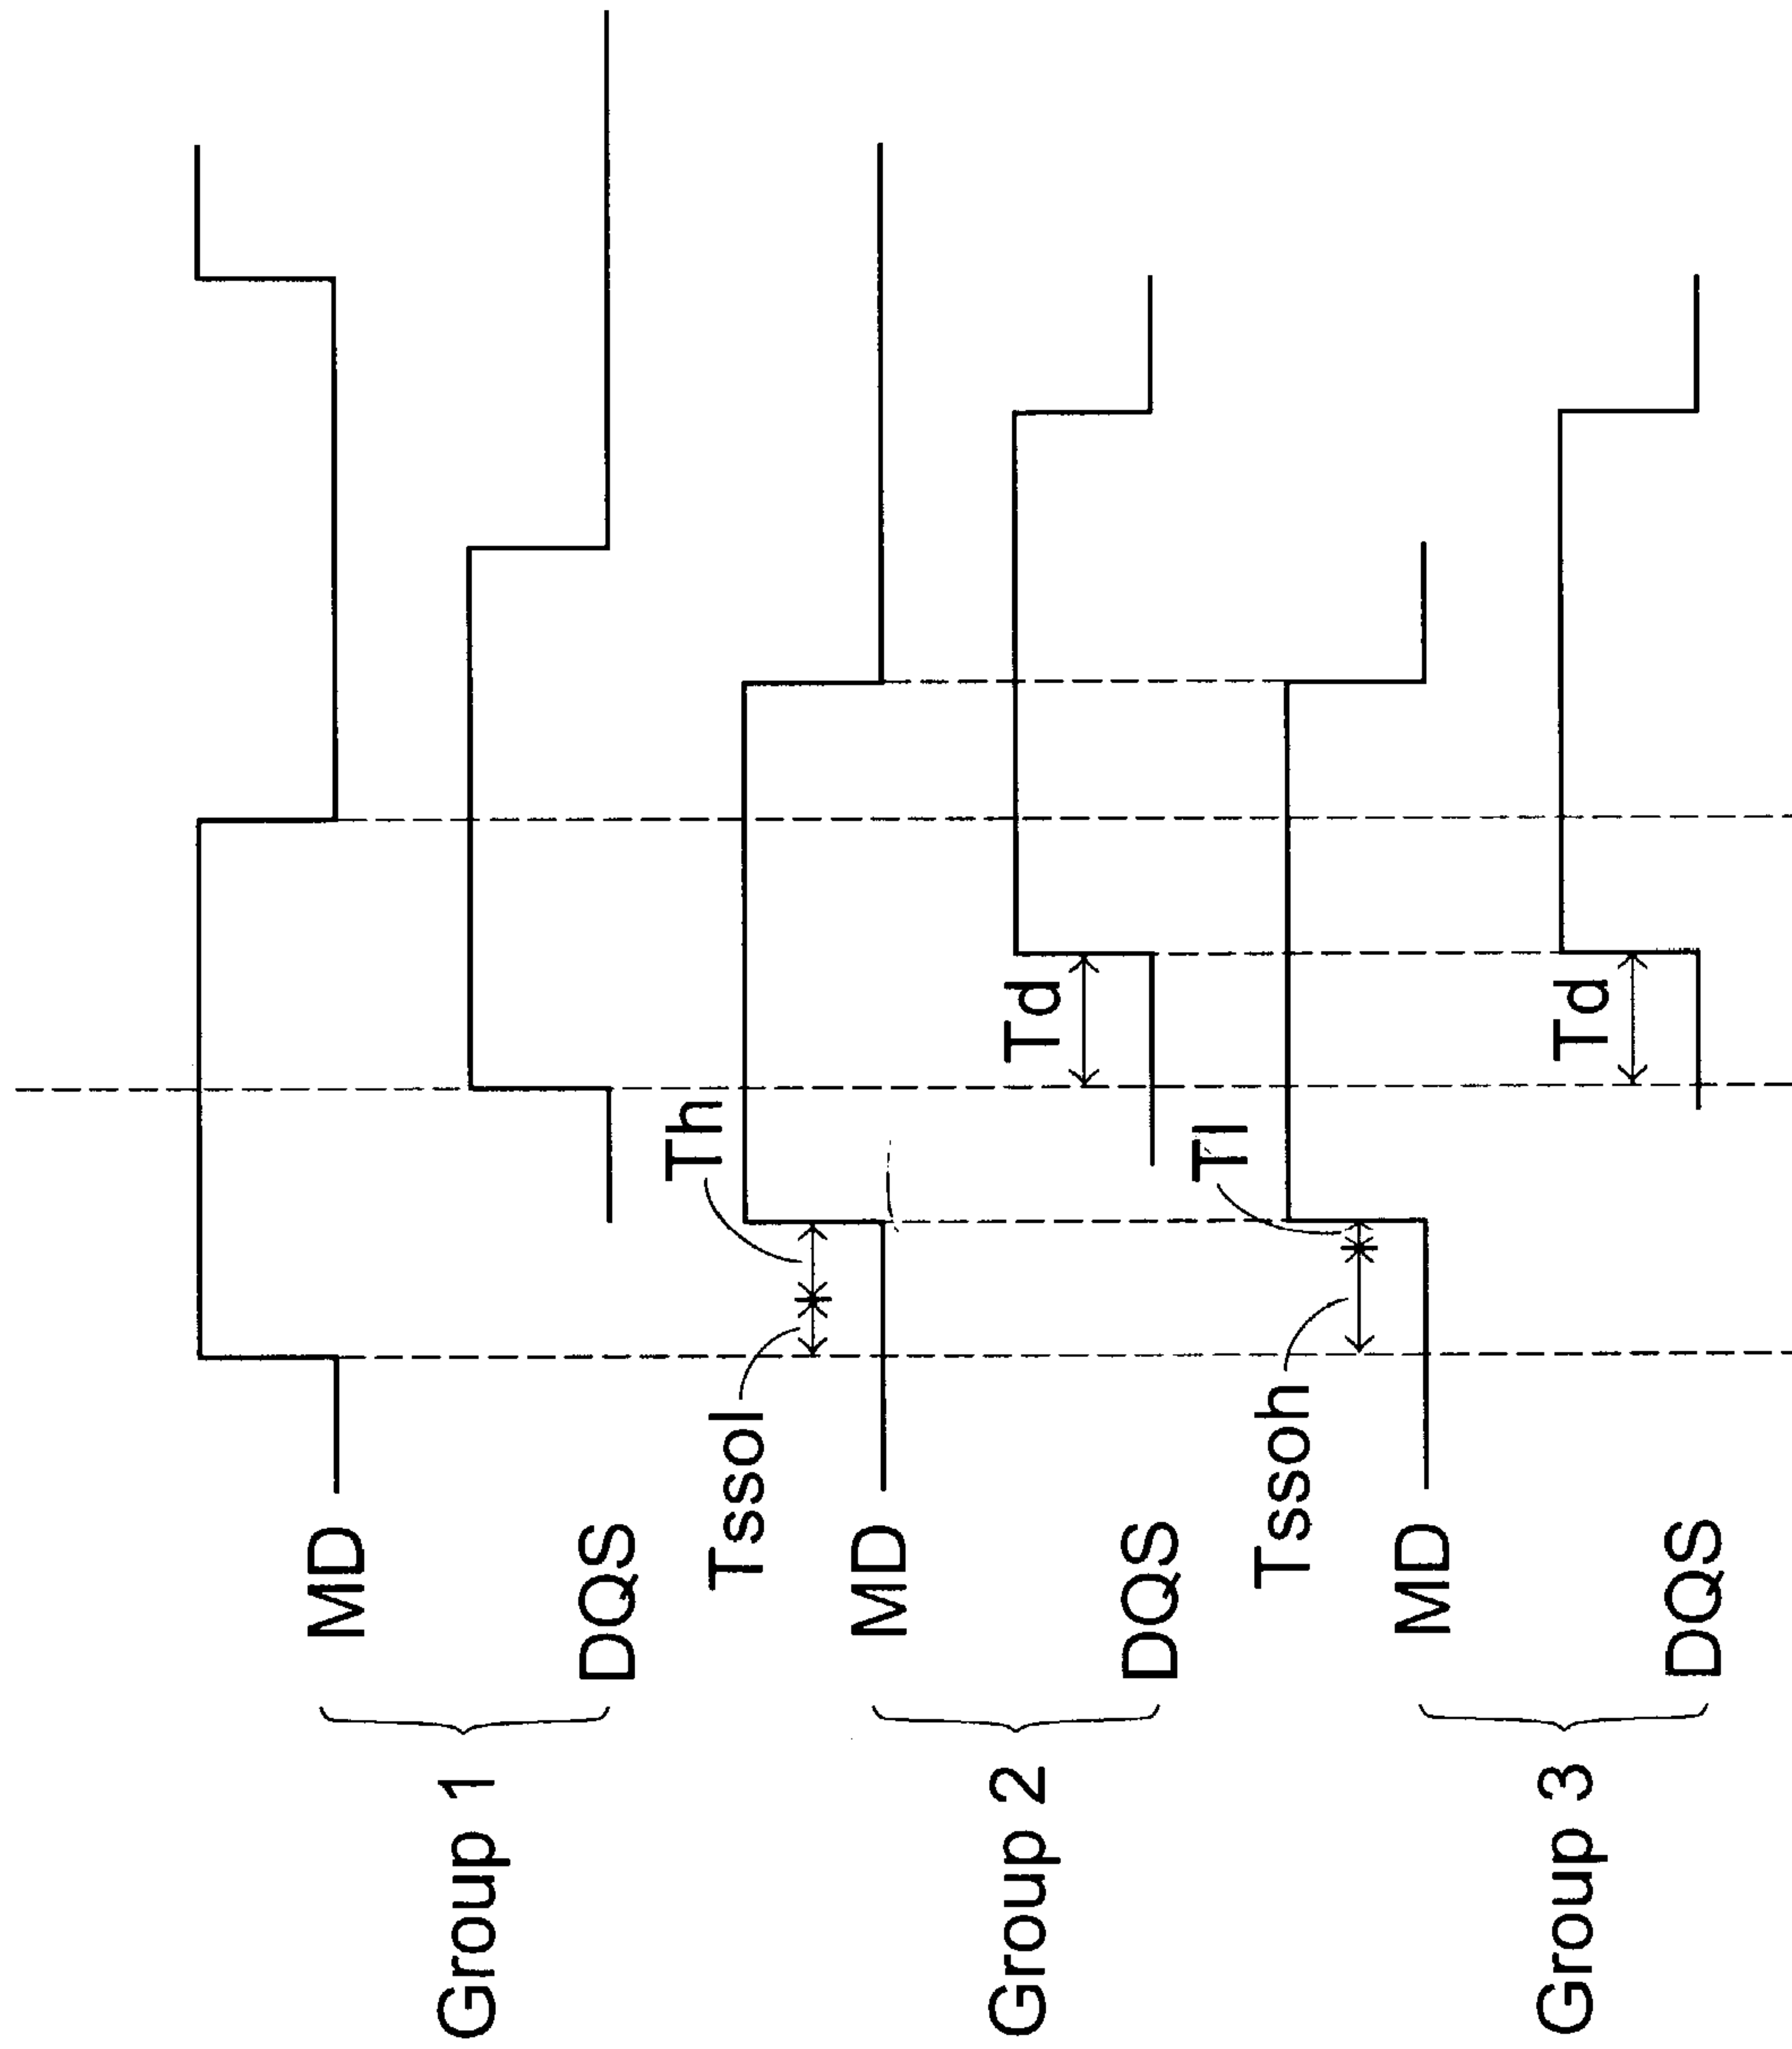 Group 1
MD
DQS
Group 2
Tssol
Th
MD
Td
DQS
Group 3
Tssoh
Tl
MD
Td
DQS